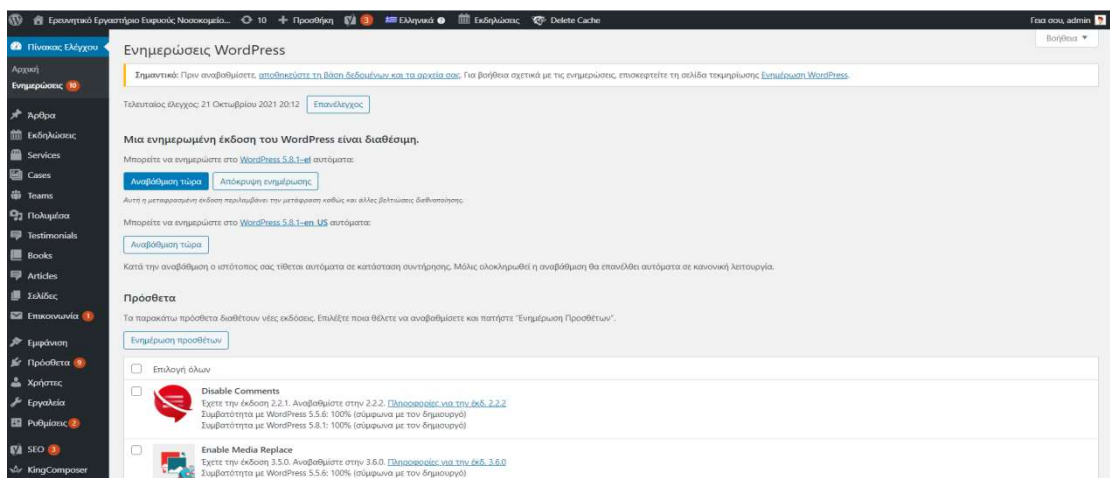 Ερευνητικό Εργαστήριο Ευφυούς Νοσοκομείο... 10 Προσθήκη 3 Ελληνικά Εκδηλώσεις Delete Cache Γεια σου, admin
Βοήθεια
Πίνακας Ελέγχου
Αρχική
Ενημερώσεις 10
Άρθρα
Εκδηλώσεις
Services
Cases
Teams
Πολυμέσα
Testimonials
Books
Articles
Σελίδες
Επικοινωνία 1
Εμφάνιση
Πρόσθετα 9
Χρήστες
Εργαλεία
Ρυθμίσεις 2
SEO 3
KingComposer
Ενημερώσεις WordPress
Σημαντικό: Πριν αναβαθμίσετε, αποθηκεύστε τη βάση δεδομένων και τα αρχεία σας. Για βοήθεια σχετικά με τις ενημερώσεις, επισκεφτείτε τη σελίδα τεκμηρίωσης Ενημέρωση WordPress.
Τελευταίος έλεγχος: 21 Οκτωβρίου 2021 20:12 Επανέλεγχος
Μια ενημερωμένη έκδοση του WordPress είναι διαθέσιμη.
Μπορείτε να ενημερώστε στο WordPress 5.8.1–el αυτόματα:
Αναβάθμιση τώρα Απόκρυψη ενημέρωσης
Αυτή η μεταφρασμένη έκδοση περιλαμβάνει την μετάφραση καθώς και άλλες βελτιώσεις διεθνοποίησης.
Μπορείτε να ενημερώστε στο WordPress 5.8.1–en_US αυτόματα:
Αναβάθμιση τώρα
Κατά την αναβάθμιση ο ιστότοπος σας τίθεται αυτόματα σε κατάσταση συντήρησης. Μόλις ολοκληρωθεί η αναβάθμιση θα επανέλθει αυτόματα σε κανονική λειτουργία.
Πρόσθετα
Τα παρακάτω πρόσθετα διαθέτουν νέες εκδόσεις. Επιλέξτε ποια θέλετε να αναβαθμίσετε και πατήστε "Ενημέρωση Προσθέτων".
Ενημέρωση προσθέτων
Επιλογή όλων
Disable Comments
Έχετε την έκδοση 2.2.1. Αναβαθμίστε στην 2.2.2. Πληροφορίες για την έκδ. 2.2.2
Συμβατότητα με WordPress 5.5.6: 100% (σύμφωνα με τον δημιουργό)
Συμβατότητα με WordPress 5.8.1: 100% (σύμφωνα με τον δημιουργό)
Enable Media Replace
Έχετε την έκδοση 3.5.0. Αναβαθμίστε στην 3.6.0. Πληροφορίες για την έκδ. 3.6.0
Συμβατότητα με WordPress 5.5.6: 100% (σύμφωνα με τον δημιουργό)